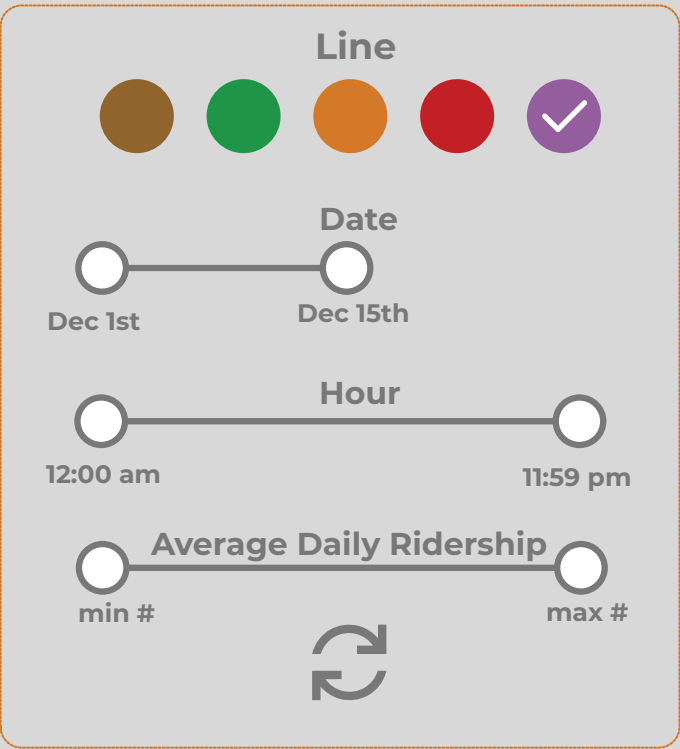 Line
Date
Dec 1st
Dec 15th
Hour
12:00 am
11:59 pm
Average Daily Ridership
min #
max #